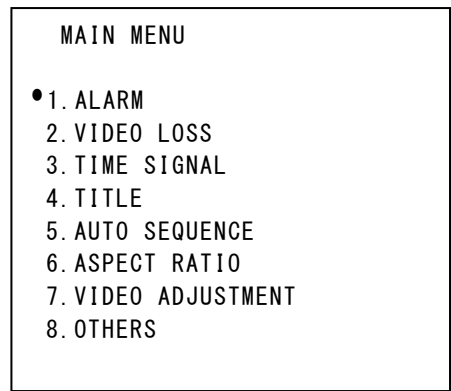 MAIN MENU
●1. ALARM
2. VIDEO LOSS
3. TIME SIGNAL
4. TITLE
5. AUTO SEQUENCE
6. ASPECT RATIO
7. VIDEO ADJUSTMENT
8. OTHERS